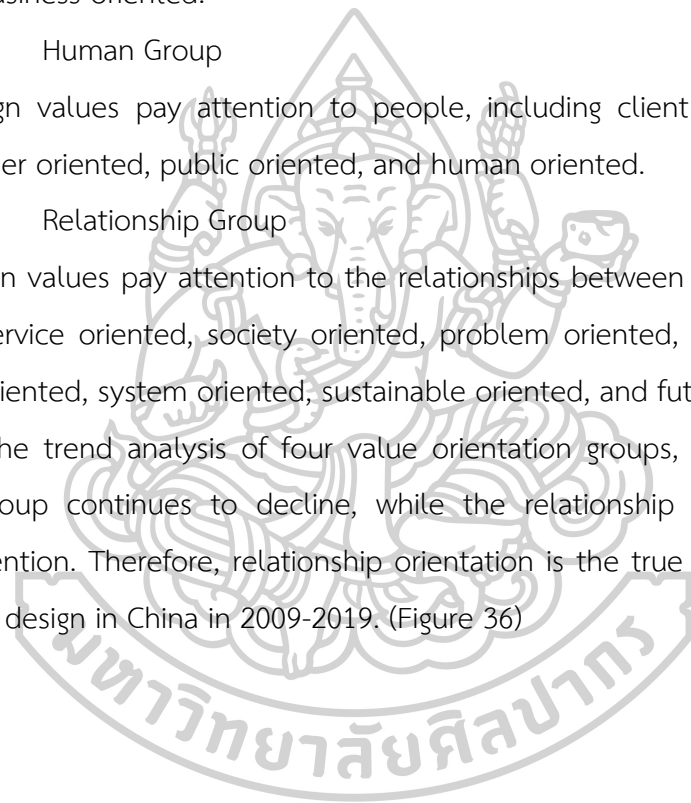 usiness oriented.
Human Group
gn values pay attention to people, including client
er oriented, public oriented, and human oriented.
Relationship Group
n values pay attention to the relationships between
ervice oriented, society oriented, problem oriented,
iented, system oriented, sustainable oriented, and fut
he trend analysis of four value orientation groups,
oup continues to decline, while the relationship
ention. Therefore, relationship orientation is the true
design in China in 2009-2019. (Figure 36)
มหาวิทยาลัยศิลปากร